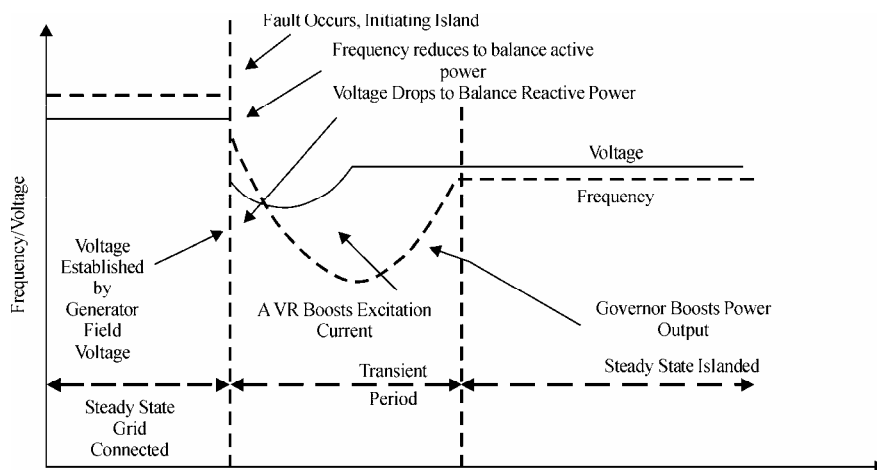 Fault Occurs, Initiating Island
Frequency reduces to balance active
power
Voltage Drops to Balance Reactive Power
Voltage
Frequency
Frequency/Voltage
Voltage
Established
by
Generator
Field
Voltage
A VR Boosts Excitation
Current
Governor Boosts Power
Output
Transient
Period
Steady State Islanded
Steady State
Grid
Connected